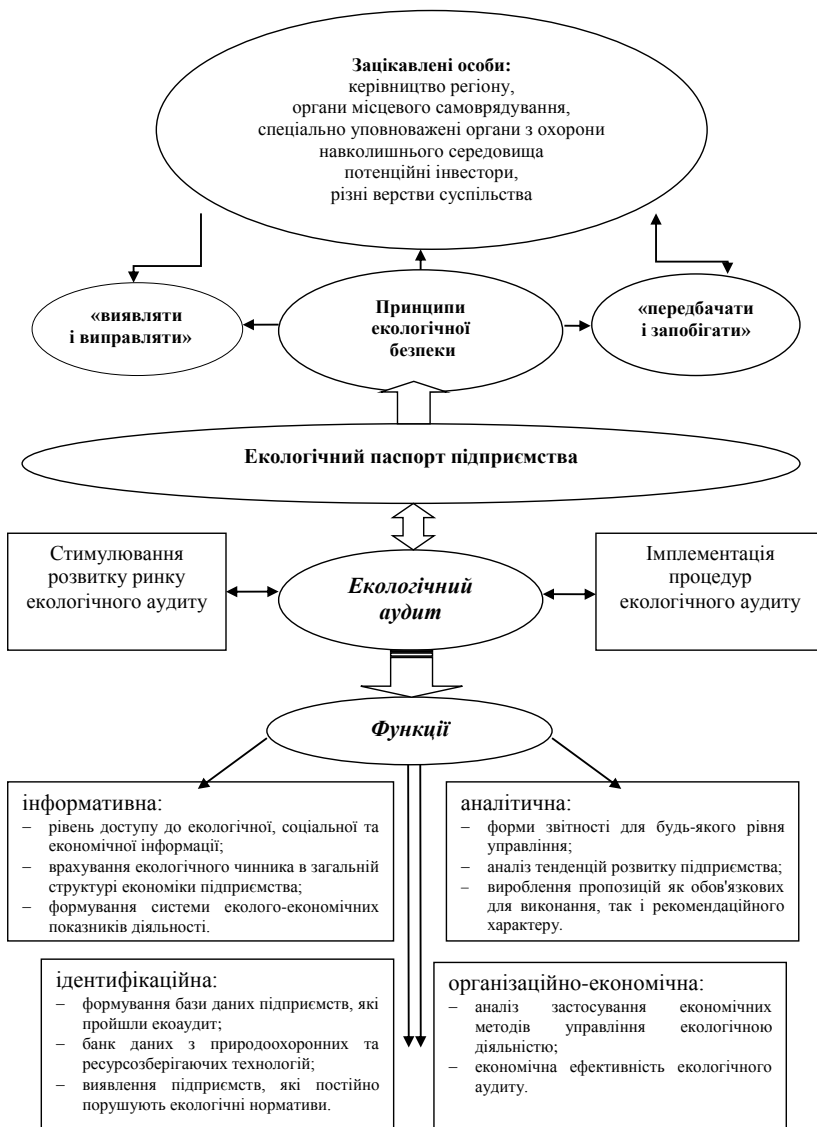 Зацікавлені особи:
керівництво регіону,
органи місцевого самоврядування,
спеціально уповноважені органи з охорони
навколишнього середовища
потенційні інвестори,
різні верстви суспільства
«виявляти
і виправляти»
Принципи
екологічної
безпеки
«передбачати
і запобігати»
Екологічний паспорт підприємства
Стимулювання
розвитку ринку
екологічного аудиту
Екологічний
аудит
Імплементація
процедур
екологічного аудиту
Функції
інформативна:
– рівень доступу до екологічної, соціальної та
економічної інформації;
– врахування екологічного чинника в загальній
структурі економіки підприємства;
– формування системи еколого-економічних
показників діяльності.
аналітична:
– форми звітності для будь-якого рівня
управління;
– аналіз тенденцій розвитку підприємства;
– вироблення пропозицій як обов'язкових
для виконання, так і рекомендаційного
характеру.
ідентифікаційна:
– формування бази даних підприємств, які
пройшли екоаудит;
– банк даних з природоохоронних та
ресурсозберігаючих технологій;
– виявлення підприємств, які постійно
порушують екологічні нормативи.
організаційно-економічна:
– аналіз застосування економічних
методів управління екологічною
діяльністю;
– економічна ефективність екологічного
аудиту.